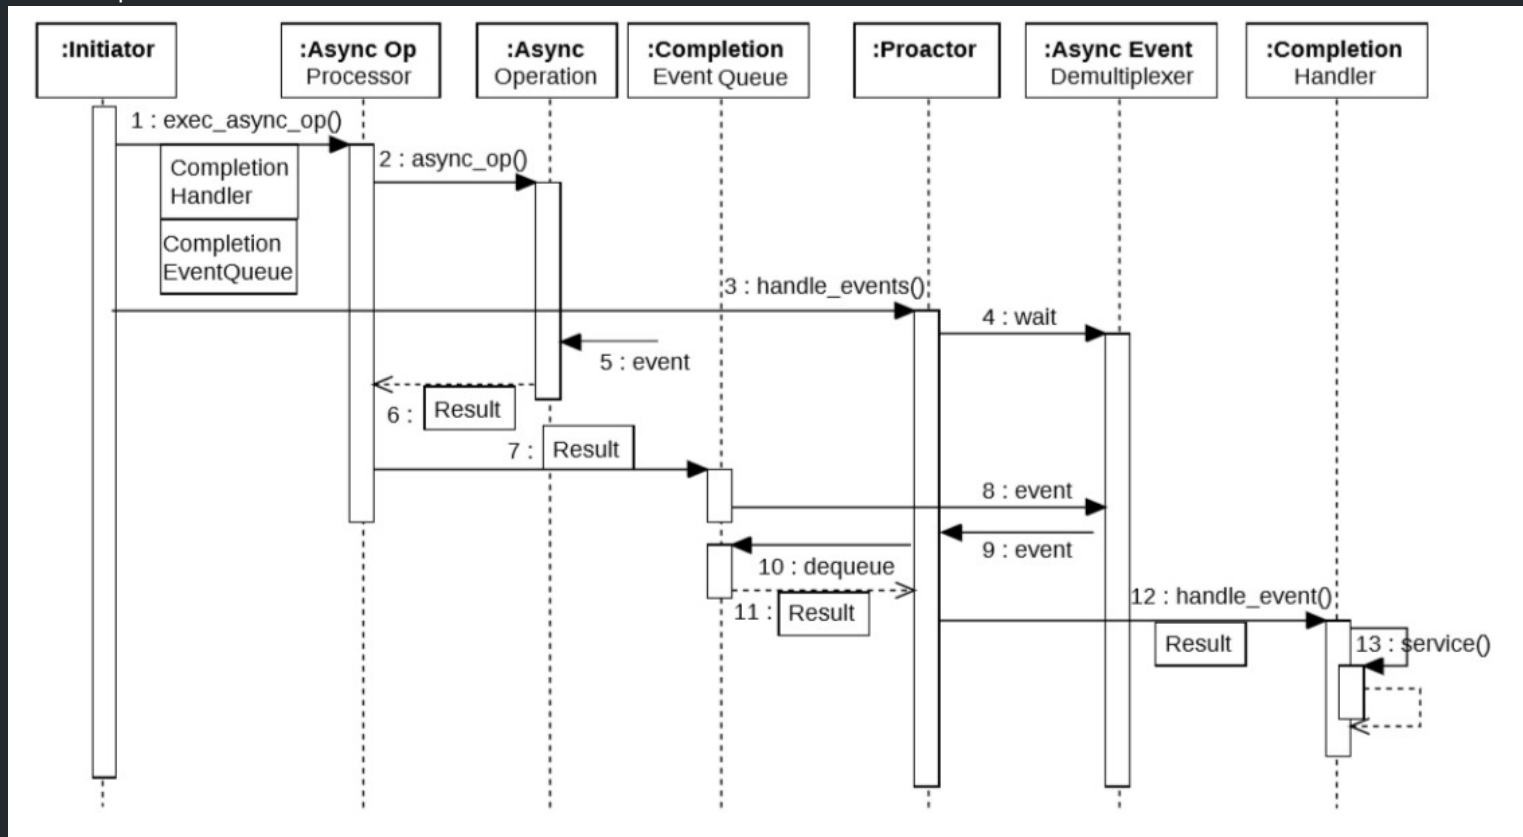 :Initiator
:Async Op
Processor
:Async
Operation
:Completion
Event Queue
:Proactor
:Async Event
Demultiplexer
:Completion
Handler
1 : exec_async_op()
Completion
Handler
Completion
EventQueue
2 : async_op()
3 : handle_events()
4 : wait
5 : event
6 :
Result
7 :
Result
8 : event
9 : event
10 : dequeue
11 :
Result
12 : handle_event()
Result
13 : service()